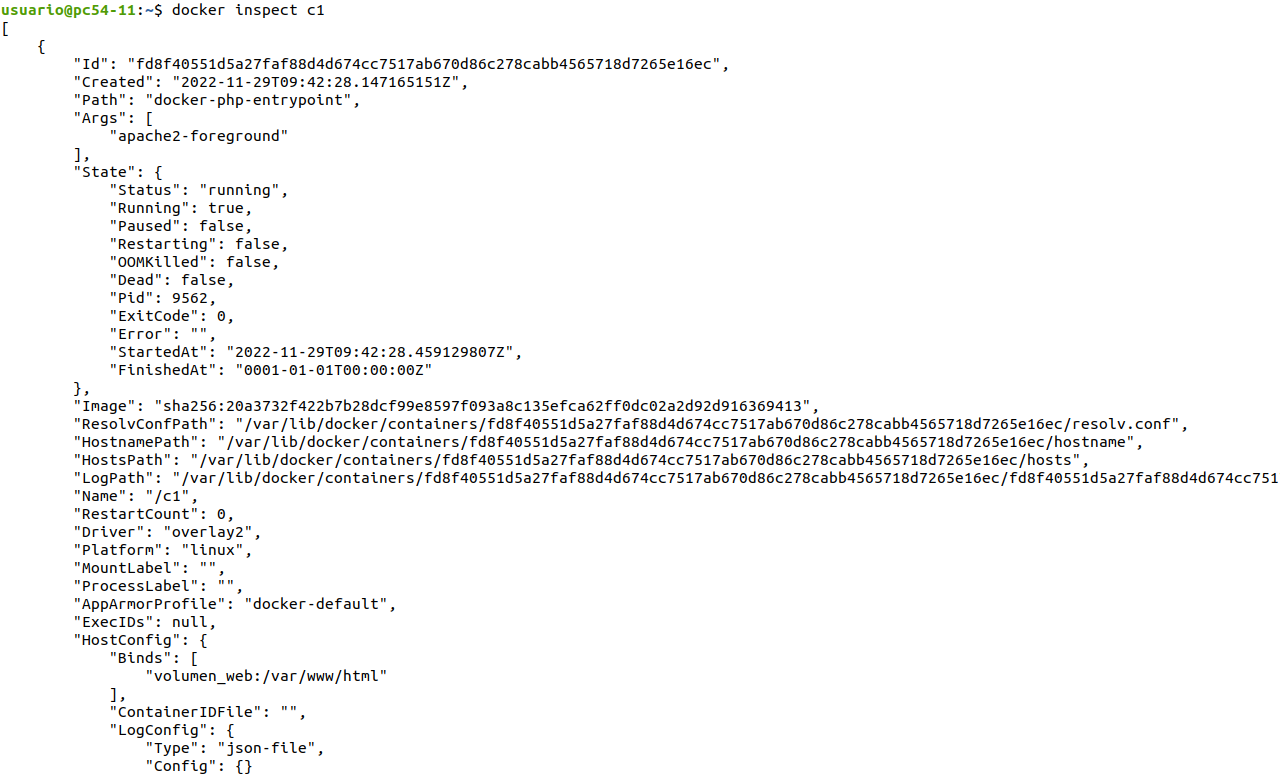 usuario@pc54-11:~$ docker inspect c1
[
    {
        "Id": "fd8f40551d5a27faf88d4d674cc7517ab670d86c278cabb4565718d7265e16ec",
        "Created": "2022-11-29T09:42:28.147165151Z",
        "Path": "docker-php-entrypoint",
        "Args": [
            "apache2-foreground"
        ],
        "State": {
            "Status": "running",
            "Running": true,
            "Paused": false,
            "Restarting": false,
            "OOMKilled": false,
            "Dead": false,
            "Pid": 9562,
            "ExitCode": 0,
            "Error": "",
            "StartedAt": "2022-11-29T09:42:28.459129807Z",
            "FinishedAt": "0001-01-01T00:00:00Z"
        },
        "Image": "sha256:20a3732f422b7b28dcf99e8597f093a8c135efca62ff0dc02a2d92d916369413",
        "ResolvConfPath": "/var/lib/docker/containers/fd8f40551d5a27faf88d4d674cc7517ab670d86c278cabb4565718d7265e16ec/resolv.conf",
        "HostnamePath": "/var/lib/docker/containers/fd8f40551d5a27faf88d4d674cc7517ab670d86c278cabb4565718d7265e16ec/hostname",
        "HostsPath": "/var/lib/docker/containers/fd8f40551d5a27faf88d4d674cc7517ab670d86c278cabb4565718d7265e16ec/hosts",
        "LogPath": "/var/lib/docker/containers/fd8f40551d5a27faf88d4d674cc7517ab670d86c278cabb4565718d7265e16ec/fd8f40551d5a27faf88d4d674cc751
        "Name": "/c1",
        "RestartCount": 0,
        "Driver": "overlay2",
        "Platform": "linux",
        "MountLabel": "",
        "ProcessLabel": "",
        "AppArmorProfile": "docker-default",
        "ExecIDs": null,
        "HostConfig": {
            "Binds": [
                "volumen_web:/var/www/html"
            ],
            "ContainerIDFile": "",
            "LogConfig": {
                "Type": "json-file",
                "Config": {}